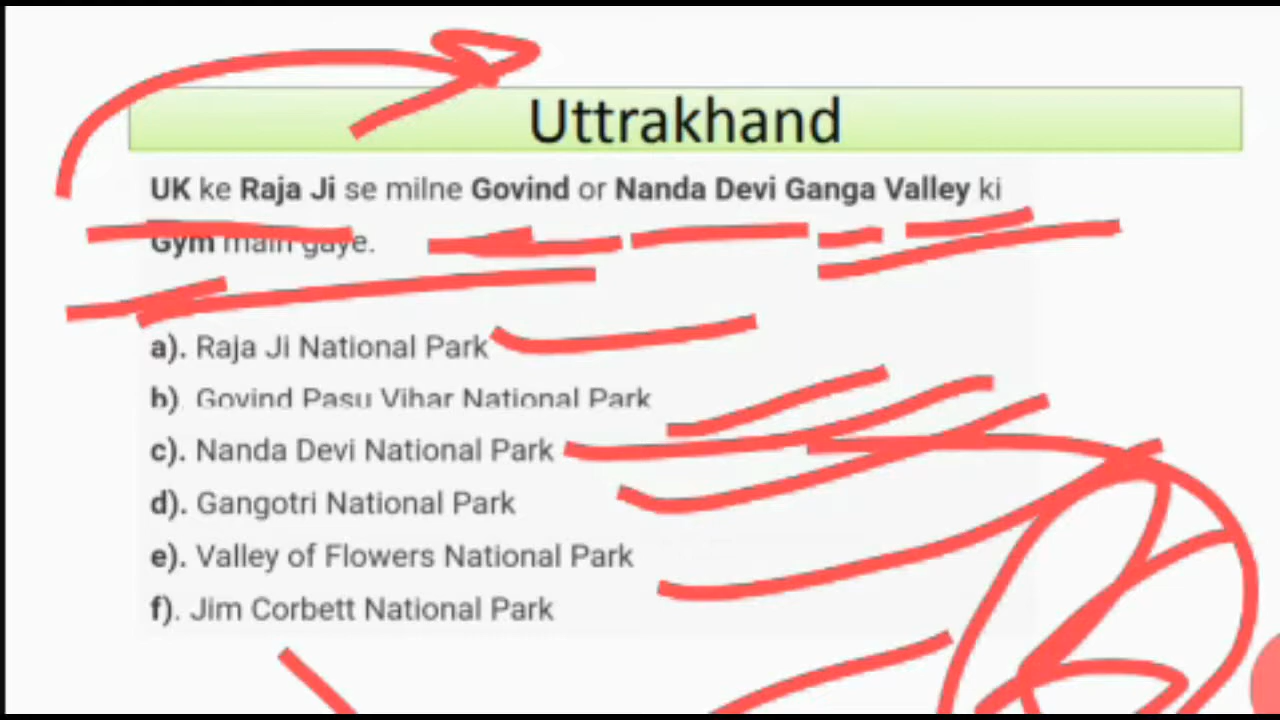 Uttrakhand
UK ke Raja Ji se milne Govind or Nanda Devi Ganga Valley ki
Gym main gaye.
a). Raja Ji National Park
b). Govind Pasu Vihar National Park
c). Nanda Devi National Park
d). Gangotri National Park
e). Valley of Flowers National Park
f). Jim Corbett National Park